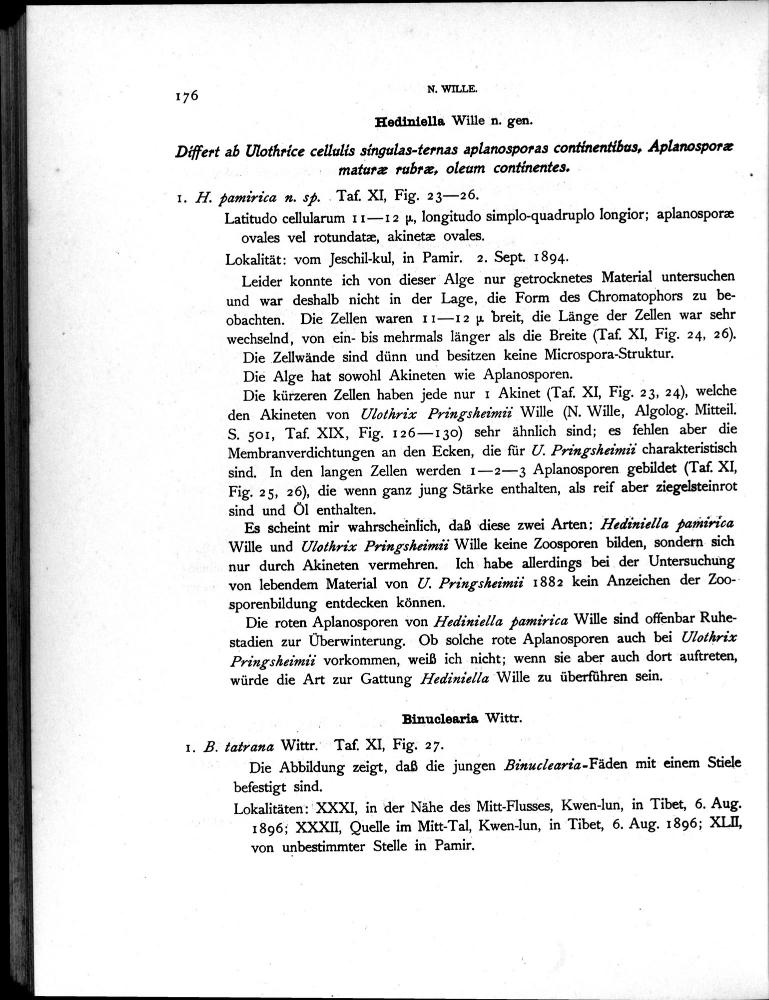 176
N. WILLE.
Hediniella Wille n. gen.
Differt ab Ulothrice cellulis singulas-ternas aplanosporas continentibus, Aplanosporæ
maturæ rubræ, oleum continentes.
1. H. pamirica n. sp. Taf. XI, Fig. 23—26.
Latitudo cellularum 11—12 µ, longitudo simplo-quadruplo longior; aplanosporæ
ovales vel rotundatæ, akinetæ ovales.
Lokalität: vom Jeschil-kul, in Pamir. 2. Sept. 1894.
Leider konnte ich von dieser Alge nur getrocknetes Material untersuchen
und war deshalb nicht in der Lage, die Form des Chromatophors zu be-
obachten. Die Zellen waren 11—12 µ breit, die Länge der Zellen war sehr
wechselnd, von ein- bis mehrmals länger als die Breite (Taf. XI, Fig. 24, 26).
Die Zellwände sind dünn und besitzen keine Microspora-Struktur.
Die Alge hat sowohl Akineten wie Aplanosporen.
Die kürzeren Zellen haben jede nur 1 Akinet (Taf. XI, Fig. 23, 24), welche
den Akineten von Ulothrix Pringsheimii Wille (N. Wille, Algolog. Mitteil.
S. 501, Taf. XIX, Fig. 126—130) sehr ähnlich sind; es fehlen aber die
Membranverdichtungen an den Ecken, die für U. Pringsheimii charakteristisch
sind. In den langen Zellen werden 1—2—3 Aplanosporen gebildet (Taf. XI,
Fig. 25, 26), die wenn ganz jung Stärke enthalten, als reif aber ziegelsteinrot
sind und Öl enthalten.
Es scheint mir wahrscheinlich, daß diese zwei Arten: Hediniella pamirica
Wille und Ulothrix Pringsheimii Wille keine Zoosporen bilden, sondern sich
nur durch Akineten vermehren. Ich habe allerdings bei der Untersuchung
von lebendem Material von U. Pringsheimii 1882 kein Anzeichen der Zoo-
sporenbildung entdecken können.
Die roten Aplanosporen von Hediniella pamirica Wille sind offenbar Ruhe-
stadien zur Überwinterung. Ob solche rote Aplanosporen auch bei Ulothrix
Pringsheimii vorkommen, weiß ich nicht; wenn sie aber auch dort auftreten,
würde die Art zur Gattung Hediniella Wille zu überführen sein.
Binuclearia Wittr.
1. B. tatrana Wittr. Taf. XI, Fig. 27.
Die Abbildung zeigt, daß die jungen Binuclearia-Fäden mit einem Stiele
befestigt sind.
Lokalitäten: XXXI, in der Nähe des Mitt-Flusses, Kwen-lun, in Tibet, 6. Aug.
1896; XXXII, Quelle im Mitt-Tal, Kwen-lun, in Tibet, 6. Aug. 1896; XLII,
von unbestimmter Stelle in Pamir.